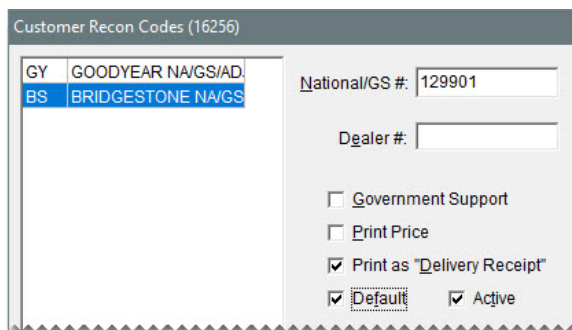 Customer Recon Codes (16256)
GY GOODYEAR NA/GS/AD.
BS BRIDGESTONE NA/GS
National/GS #: 129901
Dealer #:
Government Support
Print Price
Print as "Delivery Receipt"
Default Active